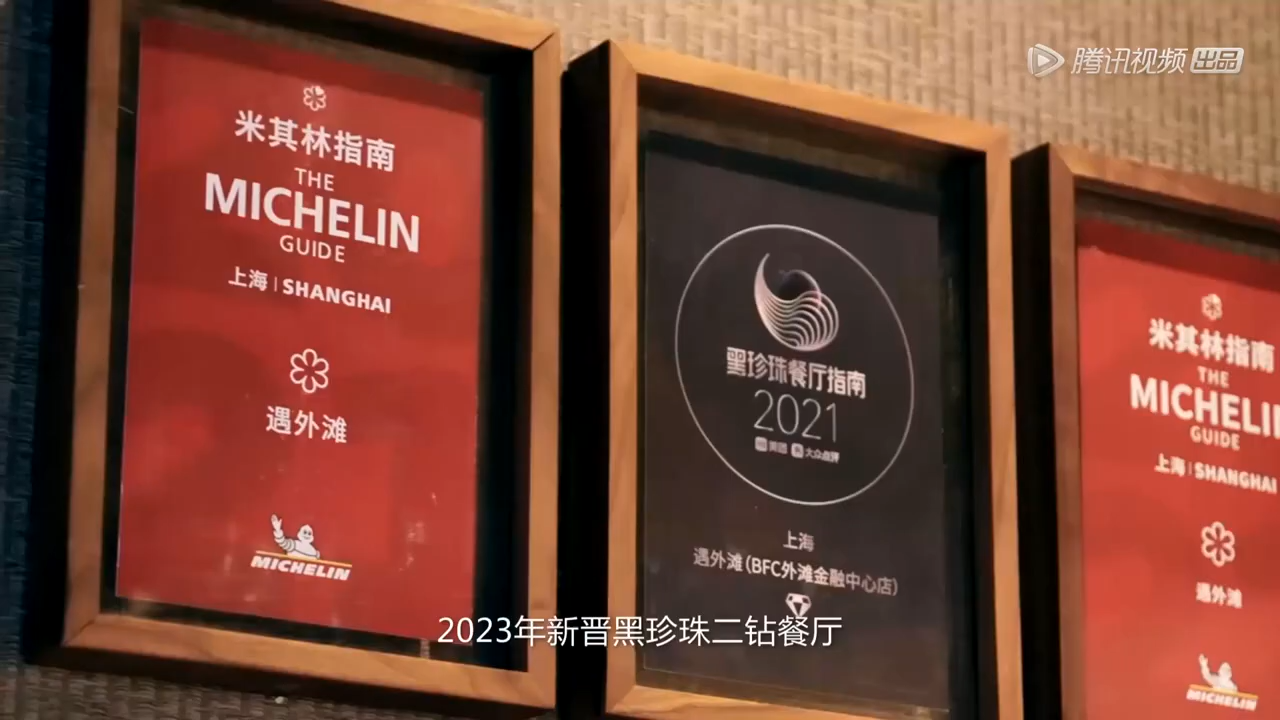 腾讯视频 出品
米其林指南
THE
MICHELIN
GUIDE
上海 | SHANGHAI
遇外滩
MICHELIN
黑珍珠餐厅指南
2021
美团 大众点评
上海
遇外滩(BFC外滩金融中心店)
米其林指南
THE
MICHELI
GUIDE
上海 | SHANGHAI
遇外滩
MICHELIN
2023年新晋黑珍珠二钻餐厅